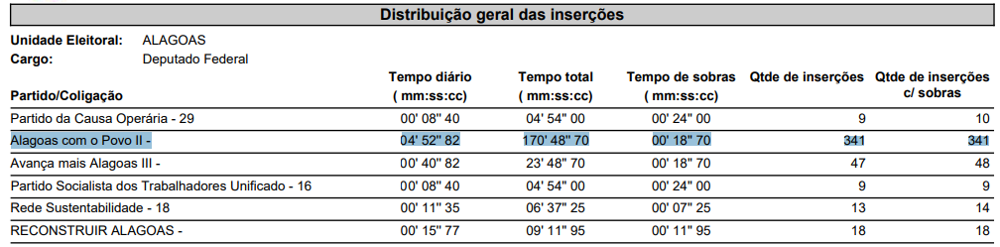 Distribuição geral das inserções
Unidade Eleitoral: ALAGOAS
Cargo: Deputado Federal
Partido/Coligação Tempo diário ( mm:ss:cc) Tempo total ( mm:ss:cc) Tempo de sobras ( mm:ss:cc) Qtde de inserções Qtde de inserções c/ sobras
Partido da Causa Operária - 29 00' 08'' 40 04' 54'' 00 00' 24'' 00 9 10
Alagoas com o Povo II - 04' 52'' 82 170' 48'' 70 00' 18'' 70 341 341
Avança mais Alagoas III - 00' 40'' 82 23' 48'' 70 00' 18'' 70 47 48
Partido Socialista dos Trabalhadores Unificado - 16 00' 08'' 40 04' 54'' 00 00' 24'' 00 9 9
Rede Sustentabilidade - 18 00' 11'' 35 06' 37'' 25 00' 07'' 25 13 14
RECONSTRUIR ALAGOAS - 00' 15'' 77 09' 11'' 95 00' 11'' 95 18 18